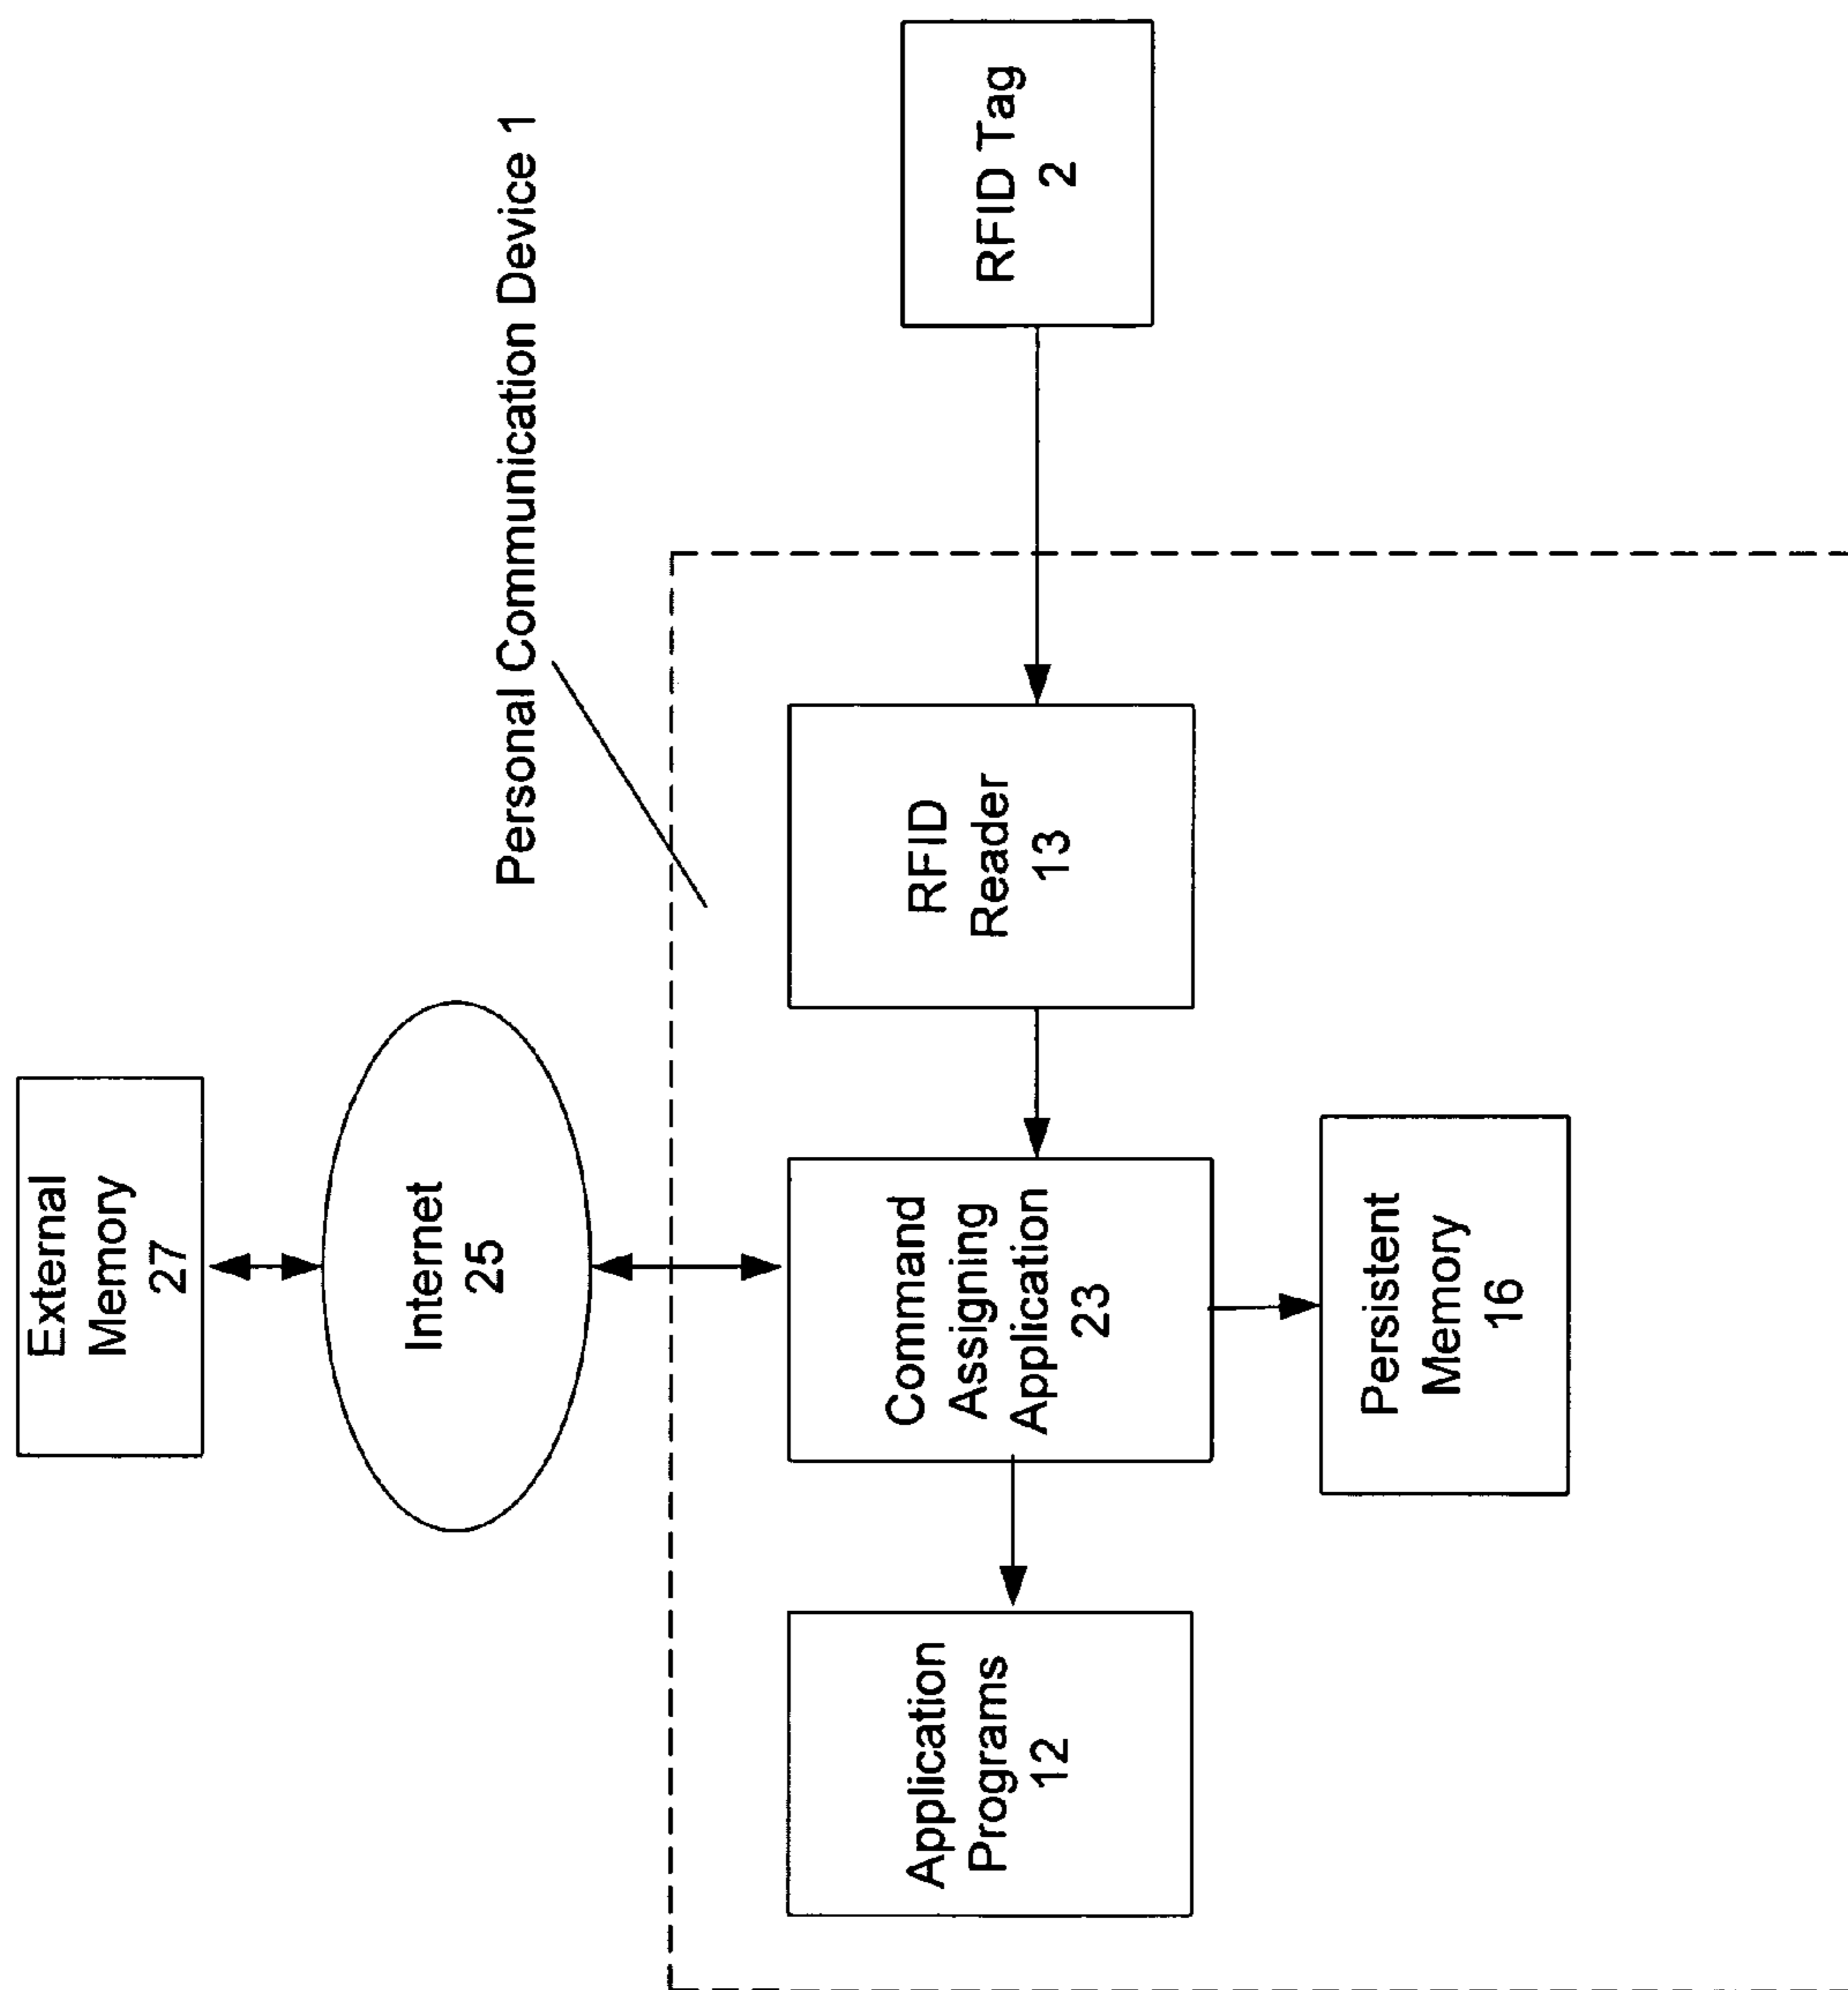 External
Memory
27
Internet
25
Personal Communication Device 1
Application
Programs
12
Command
Assigning
Application
23
RFID
Reader
13
RFID Tag
2
Persistent
Memory
16